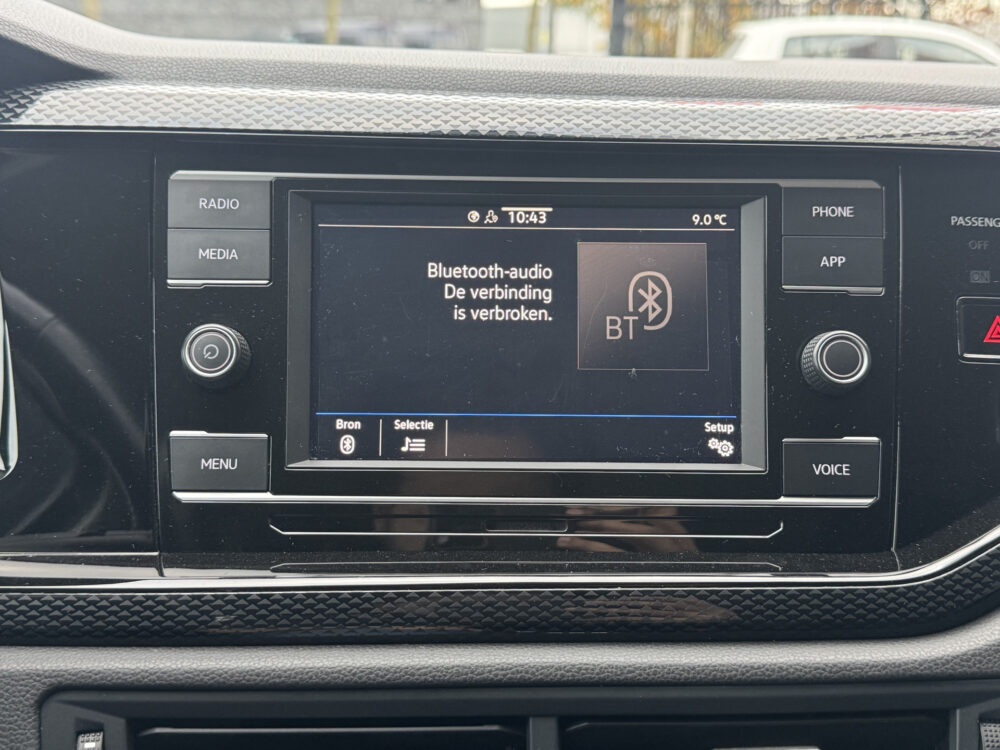 RADIO
MEDIA
MENU
10:43
9.0 °C
Bluetooth-audio
De verbinding
is verbroken.
BT
Bron
Selectie
Setup
PHONE
APP
VOICE
PASSENG
OFF
ON